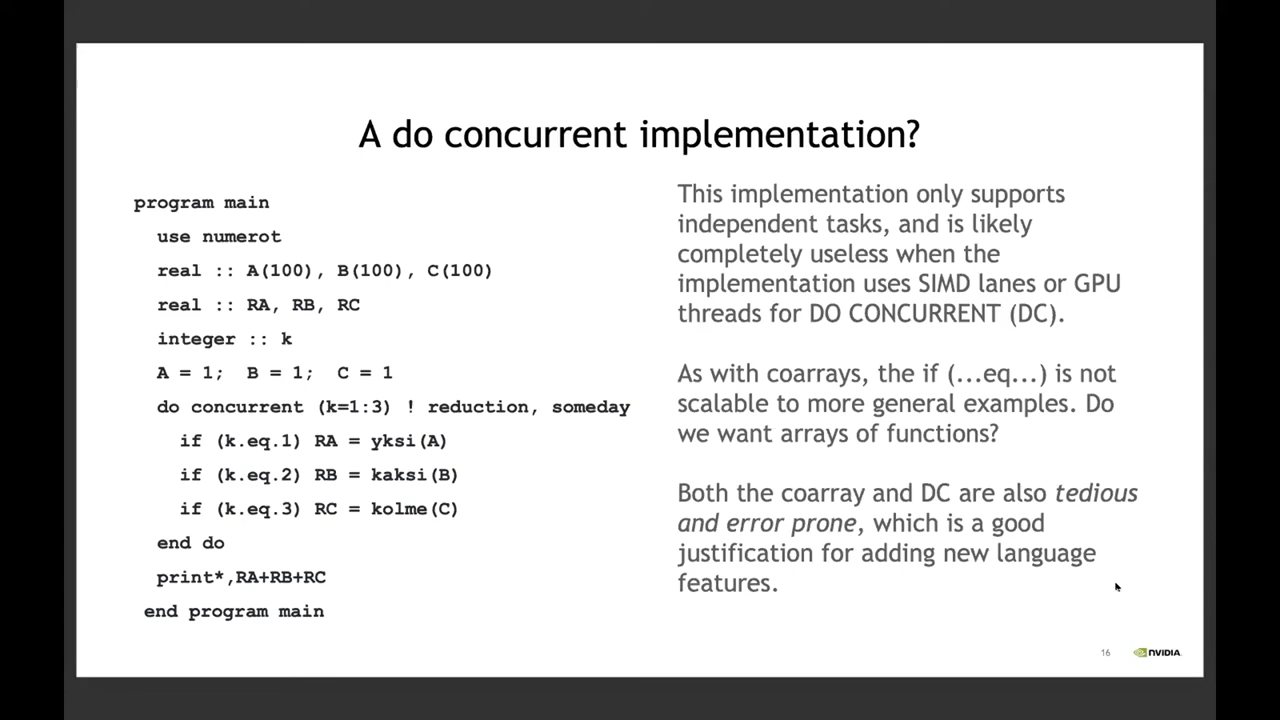 A do concurrent implementation?
program main
use numerot
real :: A(100), B(100), C(100)
real :: RA, RB, RC
integer :: k
A = 1;  B = 1;  C = 1
do concurrent (k=1:3) ! reduction, someday
if (k.eq.1) RA = yksi(A)
if (k.eq.2) RB = kaksi(B)
if (k.eq.3) RC = kolme(C)
end do
print*,RA+RB+RC
end program main
This implementation only supports
independent tasks, and is likely
completely useless when the
implementation uses SIMD lanes or GPU
threads for DO CONCURRENT (DC).
As with coarrays, the if (...eq...) is not
scalable to more general examples. Do
we want arrays of functions?
Both the coarray and DC are also tedious
and error prone, which is a good
justification for adding new language
features.
16
NVIDIA.